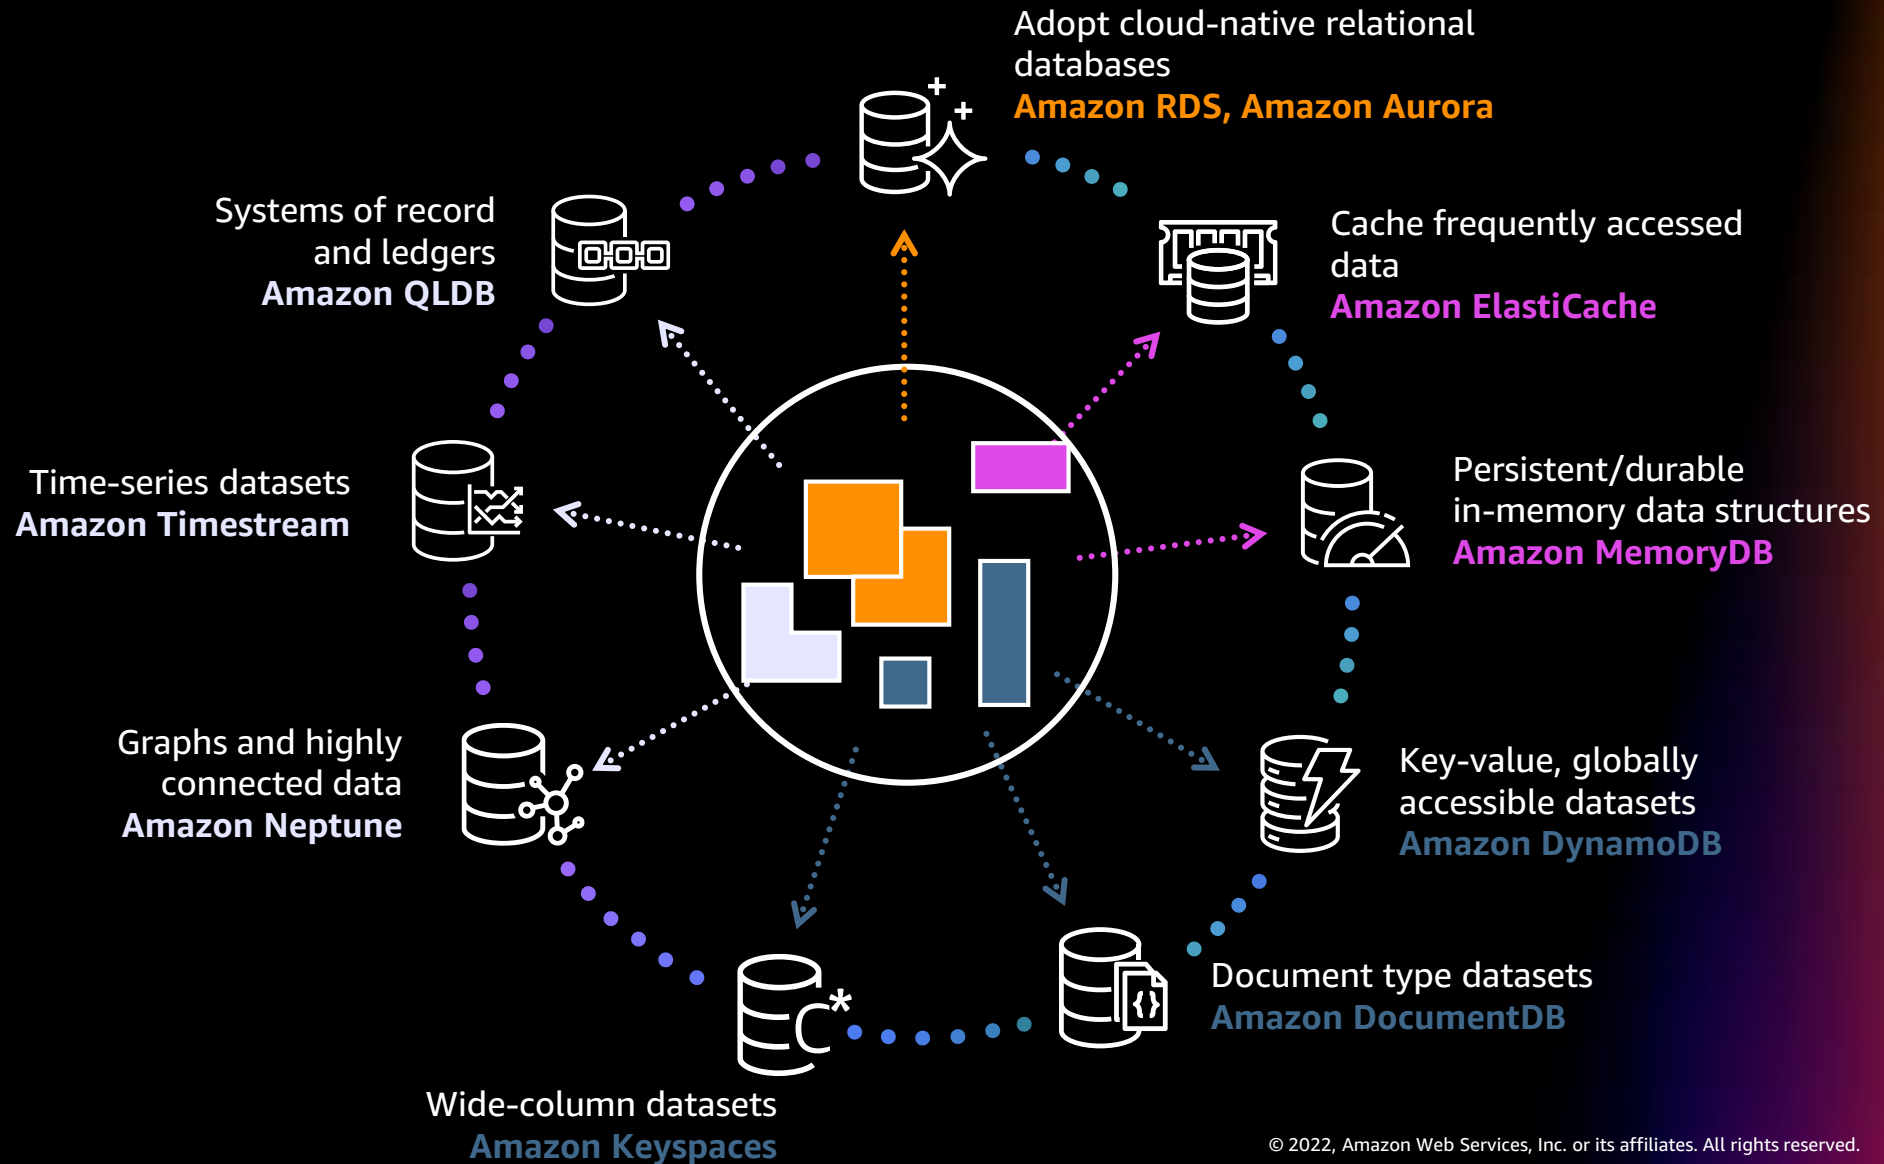 Adopt cloud-native relational
databases
Amazon RDS, Amazon Aurora
Cache frequently accessed
data
Amazon ElastiCache
Persistent/durable
in-memory data structures
Amazon MemoryDB
Key-value, globally
accessible datasets
Amazon DynamoDB
Document type datasets
Amazon DocumentDB
C*
Wide-column datasets
Amazon Keyspaces
Graphs and highly
connected data
Amazon Neptune
Time-series datasets
Amazon Timestream
Systems of record
and ledgers
Amazon QLDB
© 2022, Amazon Web Services, Inc. or its affiliates. All rights reserved.